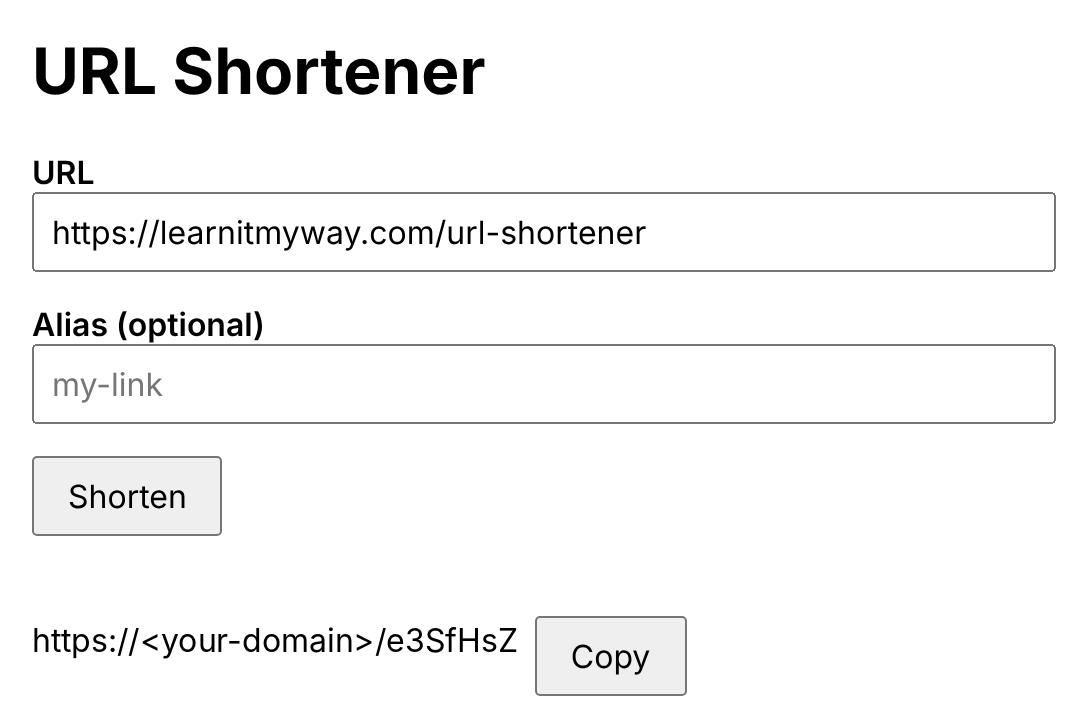 URL Shortener
URL
https://learnitmyway.com/url-shortener
Alias (optional)
my-link
Shorten
https://<your-domain>/e3SfHsZ Copy